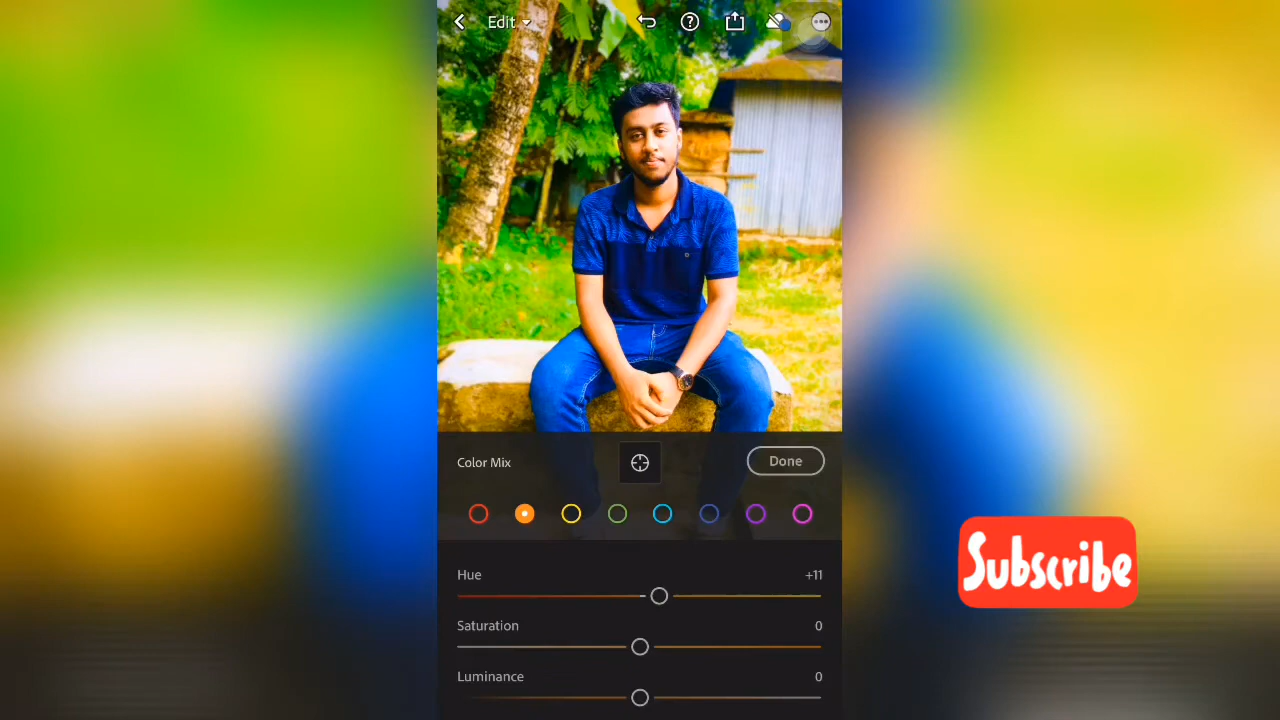 Edit
Color Mix
Done
Hue +11
Saturation 0
Luminance 0
Subscribe